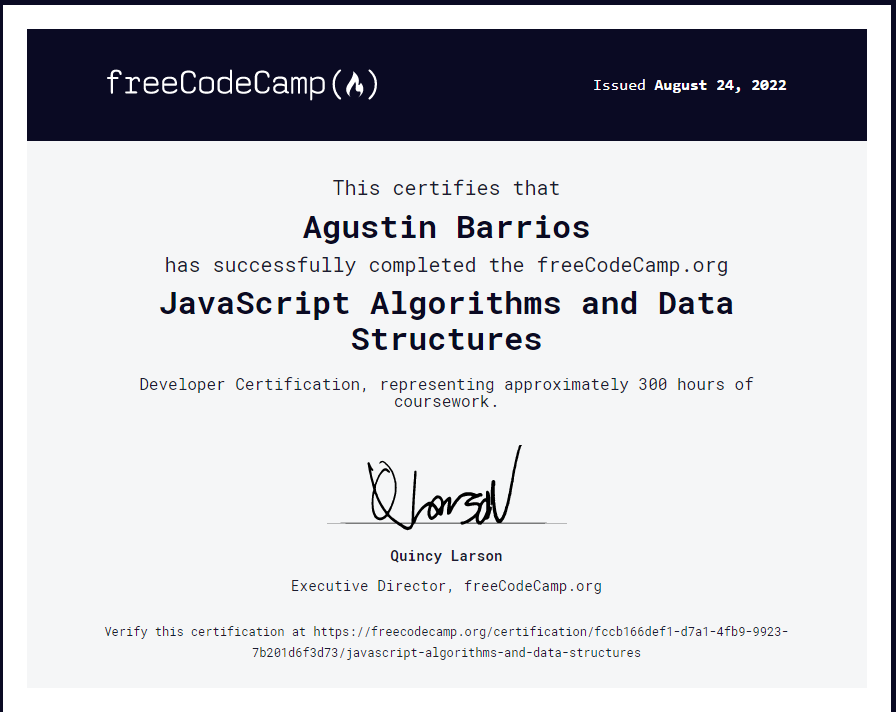 freeCodeCamp(🔥)
Issued August 24, 2022
This certifies that
Agustin Barrios
has successfully completed the freeCodeCamp.org
JavaScript Algorithms and Data
Structures
Developer Certification, representing approximately 300 hours of
coursework.
Q Larson
Quincy Larson
Executive Director, freeCodeCamp.org
Verify this certification at https://freecodecamp.org/certification/fccb166def1-d7a1-4fb9-9923-
7b201d6f3d73/javascript-algorithms-and-data-structures